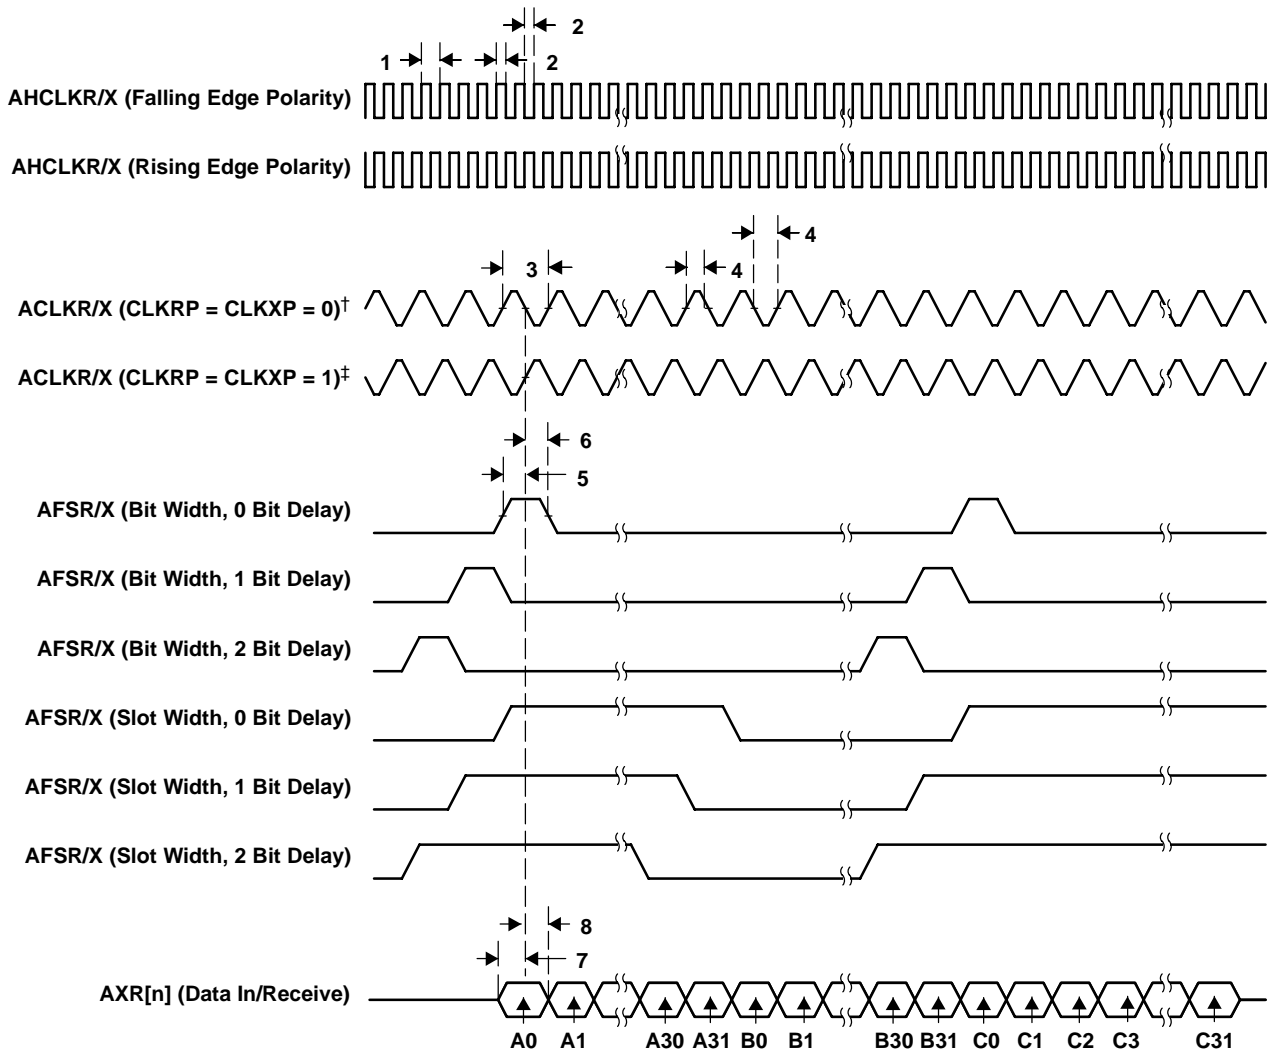 2
1
2
AHCLKR/X (Falling Edge Polarity)
AHCLKR/X (Rising Edge Polarity)
4
3
4
ACLKR/X (CLKRP = CLKXP = 0)†
ACLKR/X (CLKRP = CLKXP = 1)‡
6
5
AFSR/X (Bit Width, 0 Bit Delay)
AFSR/X (Bit Width, 1 Bit Delay)
AFSR/X (Bit Width, 2 Bit Delay)
AFSR/X (Slot Width, 0 Bit Delay)
AFSR/X (Slot Width, 1 Bit Delay)
AFSR/X (Slot Width, 2 Bit Delay)
8
7
AXR[n] (Data In/Receive)
A0 A1 A30 A31 B0 B1 B30 B31 C0 C1 C2 C3 C31